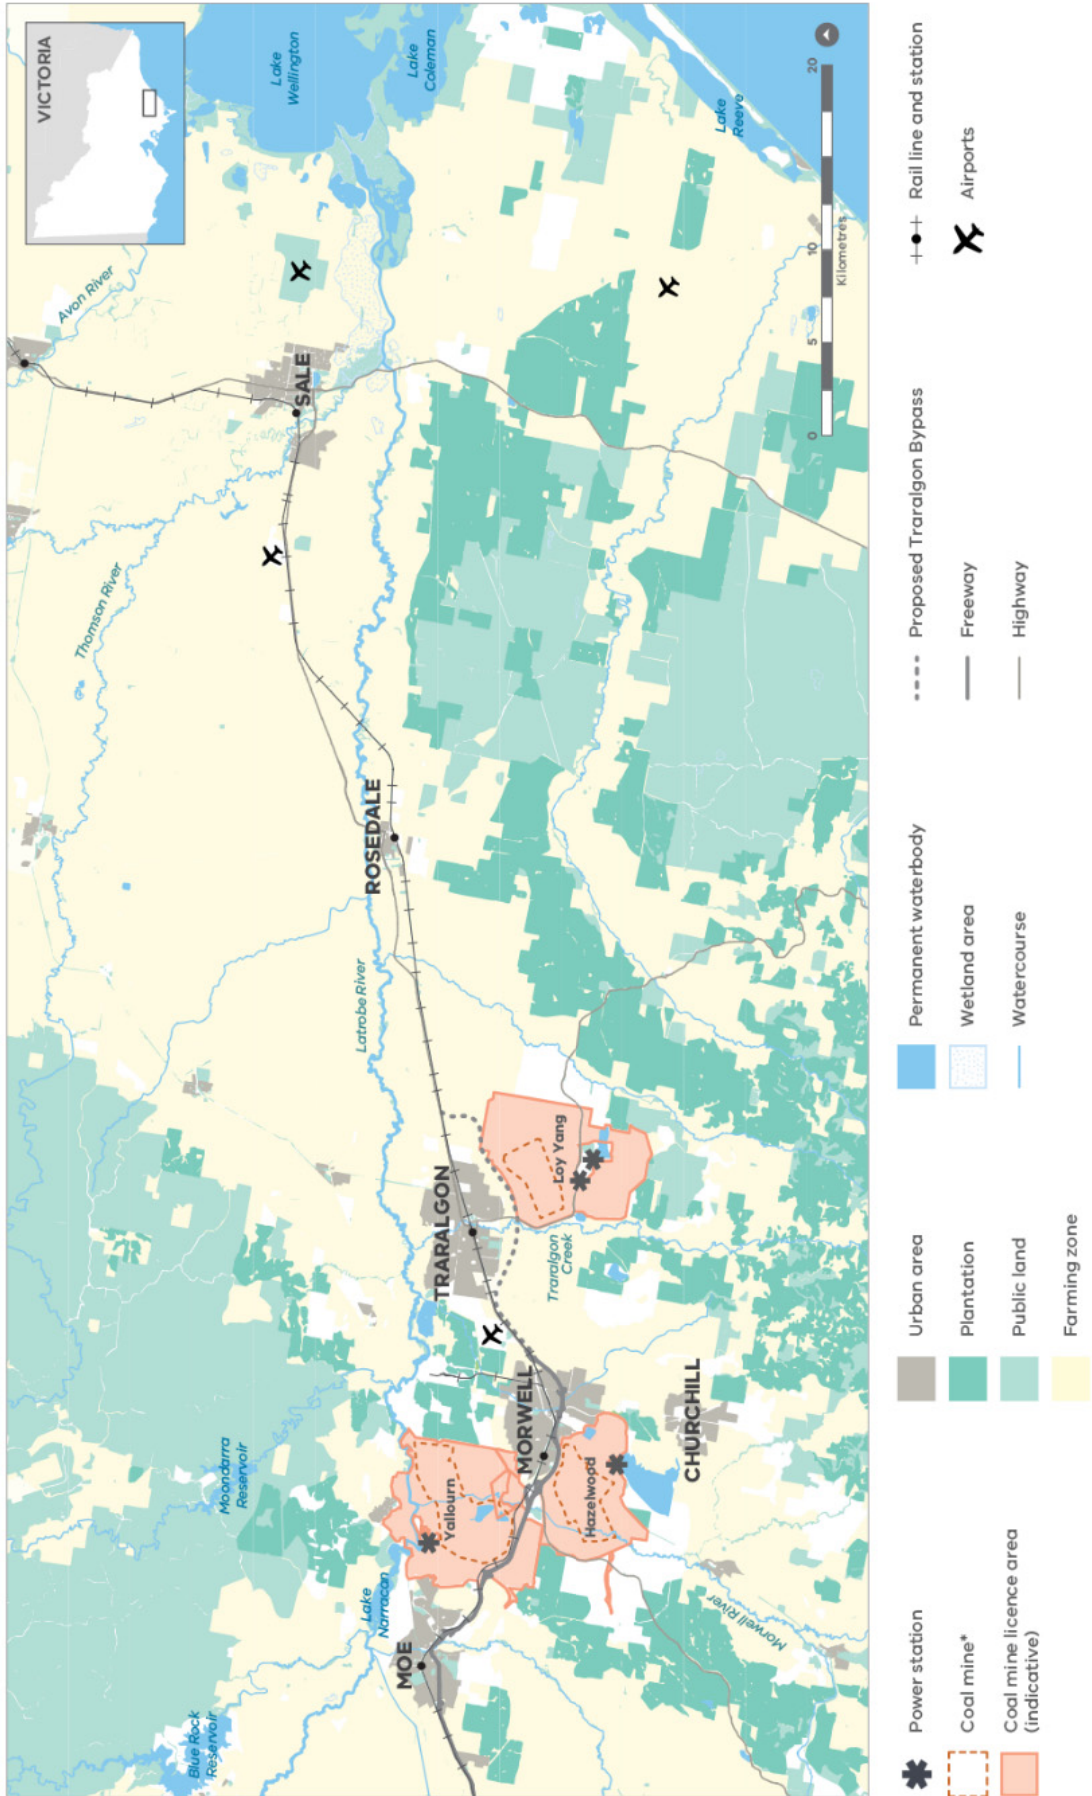 VICTORIA
Lake
Wellington
Lake
Coleman
Lake
Reeve
Avon River
SALE
Thomson River
ROSEDALE
Latrobe River
TRARALGON
Loy Yang
Traralgon
Creek
Moondarra
Reservoir
MORWELL
CHURCHILL
Yallourn
Hazelwood
Lake
Narracan
Morwell River
MOE
Blue Rock
Reservoir
0
5
10
20
Kilometres
Power station
Coal mine*
Coal mine licence area
(indicative)
Urban area
Plantation
Public land
Farming zone
Permanent waterbody
Wetland area
Watercourse
Proposed Traralgon Bypass
Freeway
Highway
Rail line and station
Airports